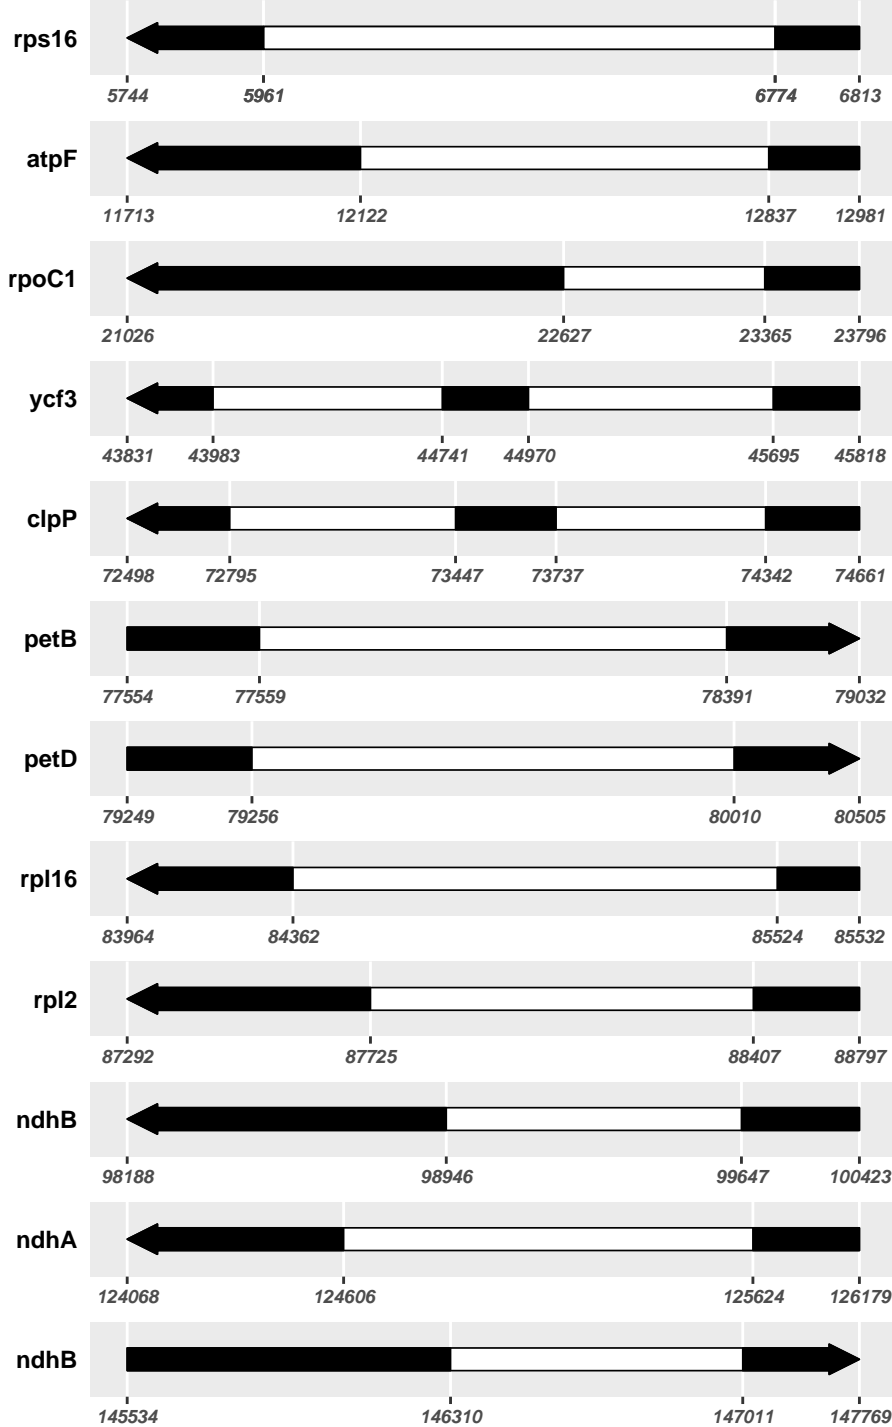 rps16
5744 5961 6774 6813
atpF
11713 12122 12837 12981
rpoC1
21026 22627 23365 23796
ycf3
43831 43983 44741 44970 45695 45818
clpP
72498 72795 73447 73737 74342 74661
petB
77554 77559 78391 79032
petD
79249 79256 80010 80505
rpl16
83964 84362 85524 85532
rpl2
87292 87725 88407 88797
ndhB
98188 98946 99647 100423
ndhA
124068 124606 125624 126179
ndhB
145534 146310 147011 147769